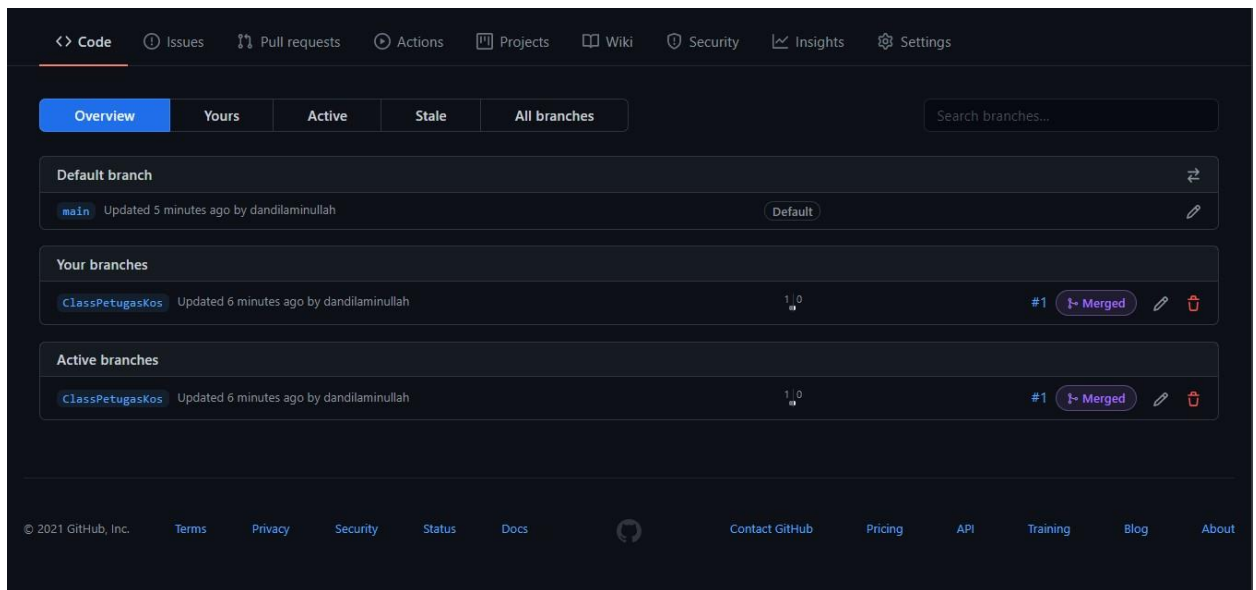 <> Code Issues Pull requests Actions Projects Wiki Security Insights Settings
Overview Yours Active Stale All branches Search branches...
Default branch
main Updated 5 minutes ago by dandilaminullah Default
Your branches
ClassPetugasKos Updated 6 minutes ago by dandilaminullah 1 | 0 #1 Merged
Active branches
ClassPetugasKos Updated 6 minutes ago by dandilaminullah 1 | 0 #1 Merged
© 2021 GitHub, Inc. Terms Privacy Security Status Docs Contact GitHub Pricing API Training Blog About